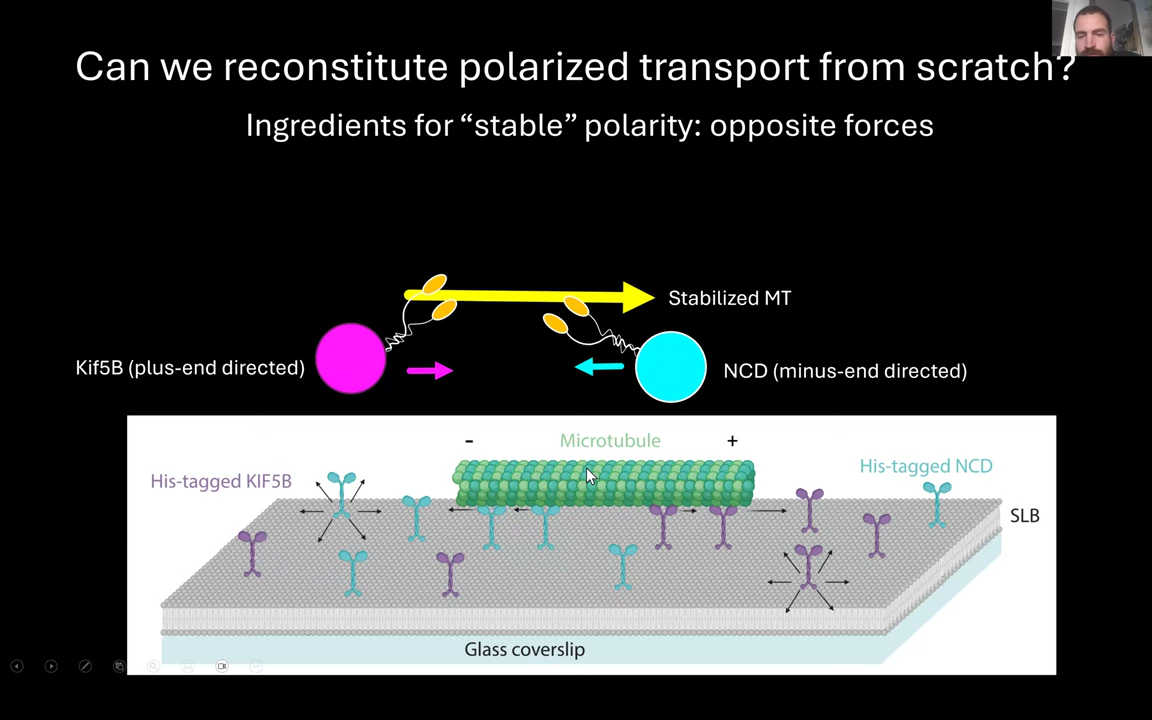 Can we reconstitute polarized transport from scratch?
Ingredients for “stable” polarity: opposite forces
Stabilized MT
Kif5B (plus-end directed)
NCD (minus-end directed)
- Microtubule +
His-tagged KIF5B
His-tagged NCD
SLB
Glass coverslip